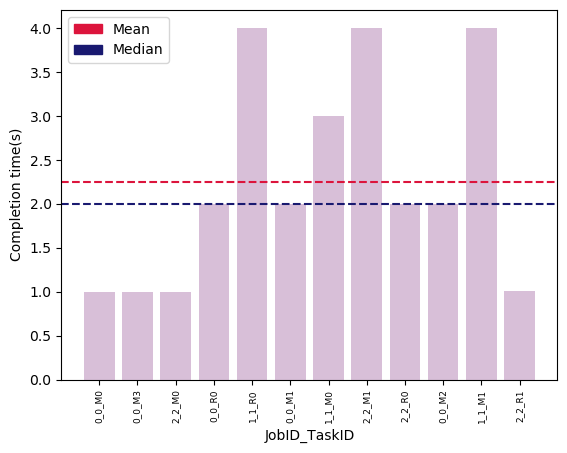 Mean
Median
Completion time(s)
4.0
3.5
3.0
2.5
2.0
1.5
1.0
0.5
0.0
0_0_M0
0_0_M3
2_2_M0
0_0_R0
1_1_R0
0_0_M1
1_1_M0
2_2_M1
2_2_R0
0_0_M2
1_1_M1
2_2_R1
JobID_TaskID